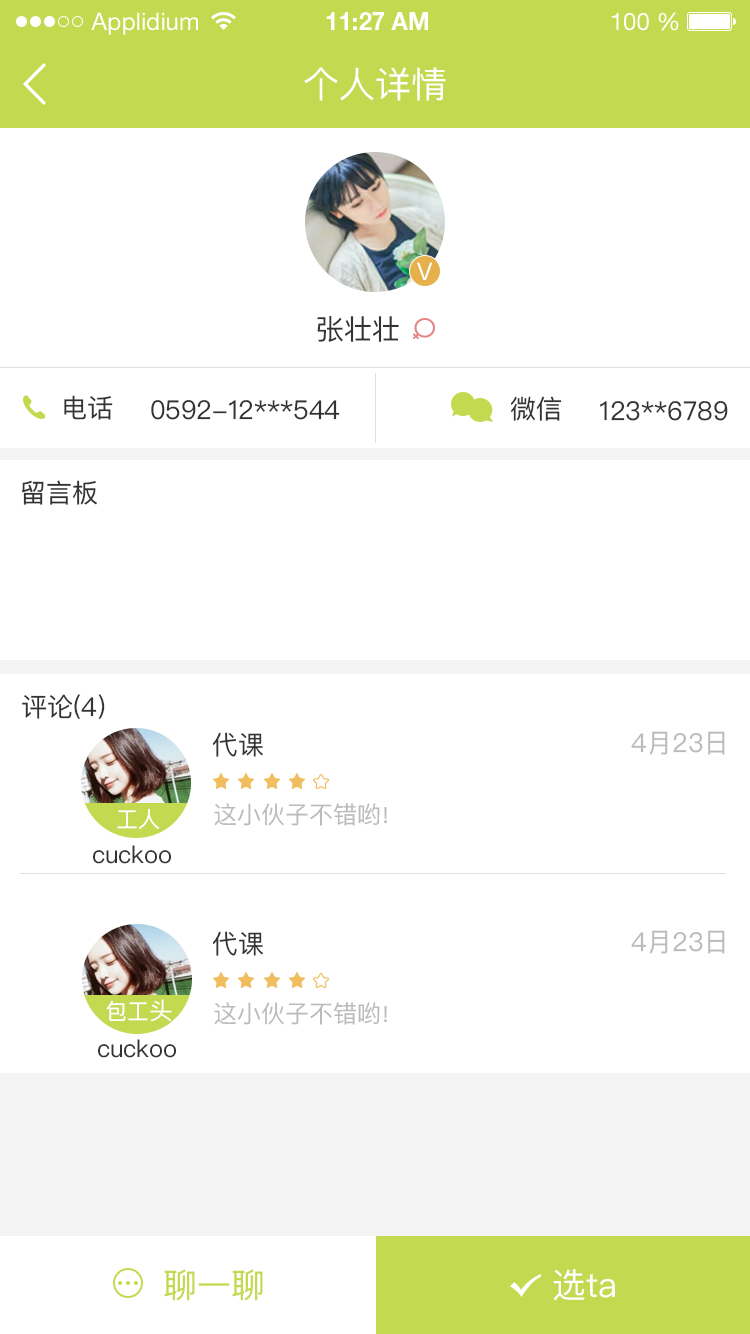 Applidium 11:27 AM 100 %
个人详情
V
张壮壮
电话 0592-12***544 微信 123**6789
留言板
评论(4)
代课 4月23日
这小伙子不错哟!
工人
cuckoo
代课 4月23日
这小伙子不错哟!
包工头
cuckoo
聊一聊 选ta